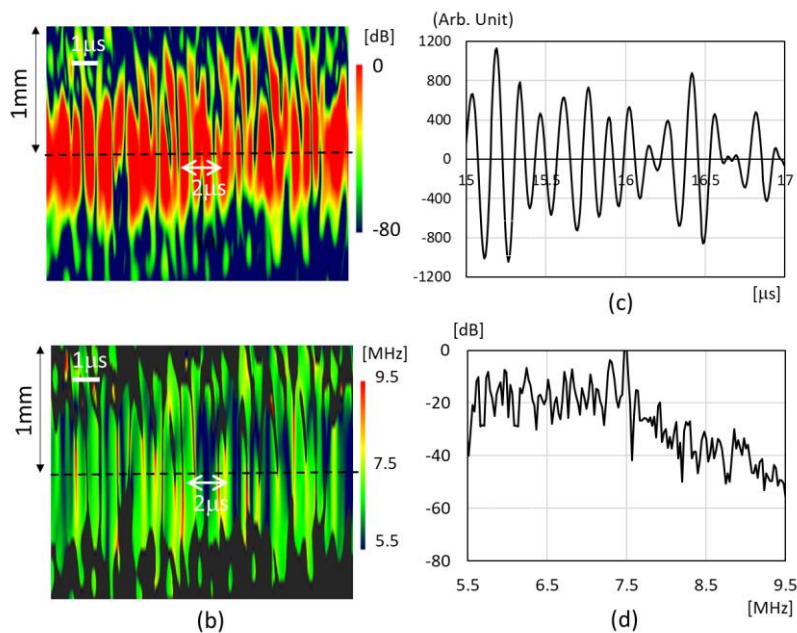 [dB]
1μs
0
1mm
2μs
-80
(Arb. Unit)
1200
800
400
0
15
15.5
16
16.5
17
-400
-800
-1200
(c)
[μs]
[MHz]
1μs
9.5
1mm
7.5
2μs
5.5
(b)
[dB]
0
-20
-40
-60
-80
5.5
6.5
7.5
8.5
9.5
[MHz]
(d)